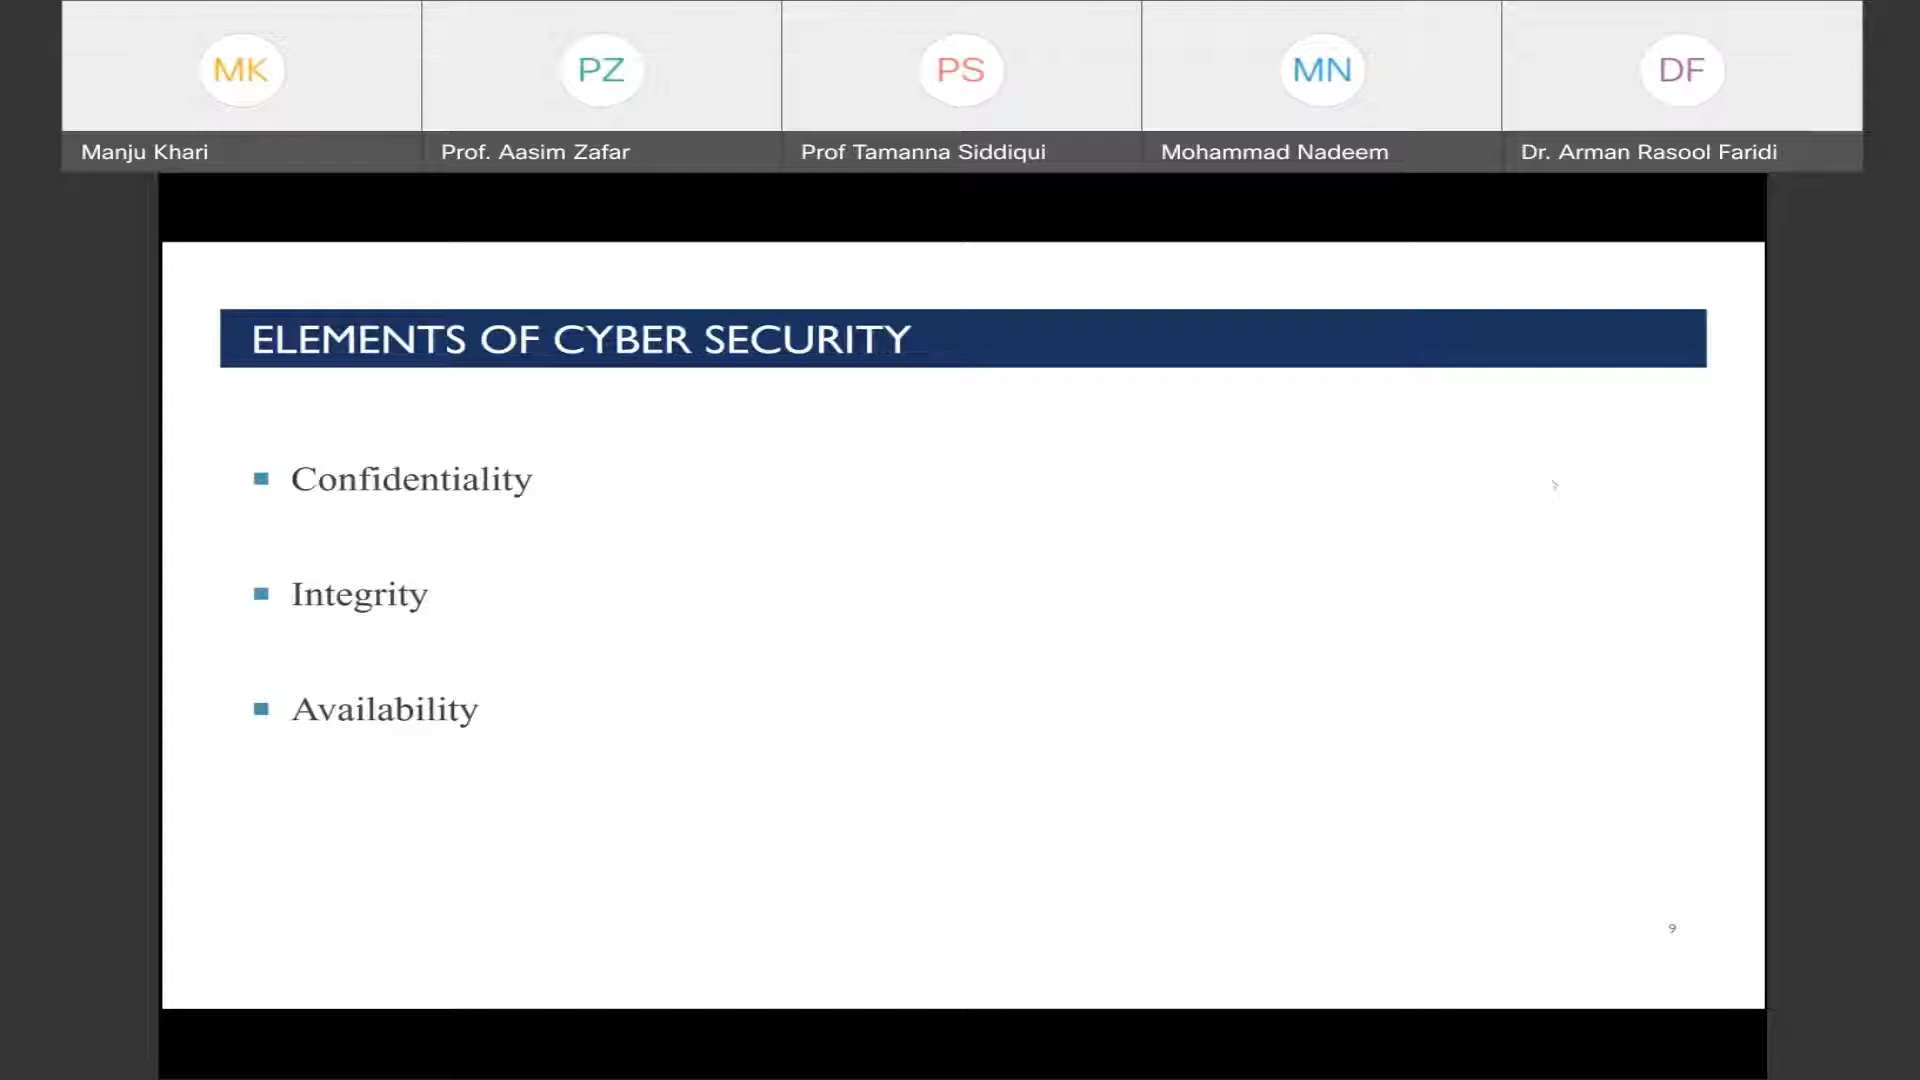 MK
PZ
PS
MN
DF
Manju Khari
Prof. Aasim Zafar
Prof Tamanna Siddiqui
Mohammad Nadeem
Dr. Arman Rasool Faridi
ELEMENTS OF CYBER SECURITY
Confidentiality
Integrity
Availability
9